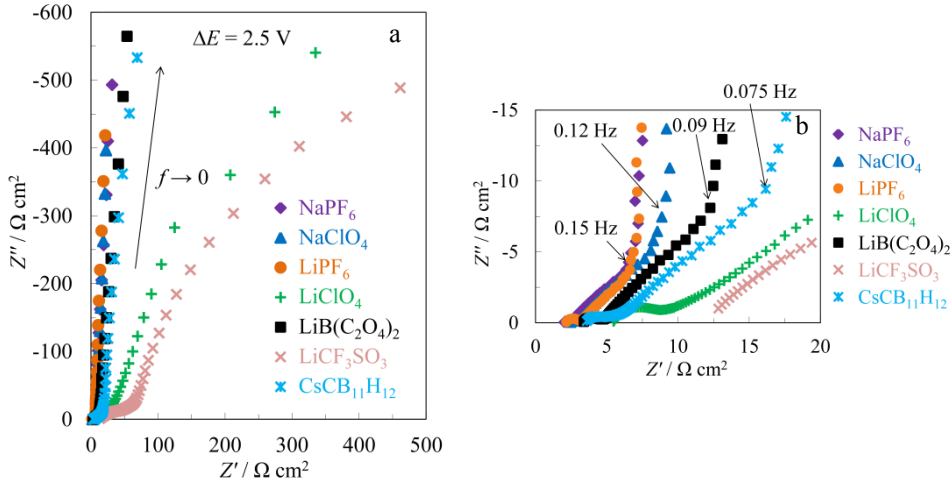 -600
-500
-400
-300
-200
-100
0
Z'' / Ω cm²
ΔE = 2.5 V
a
f → 0
NaPF₆
NaClO₄
LiPF₆
LiClO₄
LiB(C₂O₄)₂
LiCF₃SO₃
CsCB₁₁H₁₂
0 100 200 300 400 500
Z' / Ω cm²
-15
-10
-5
0
Z'' / Ω cm²
b
0.075 Hz
0.09 Hz
0.12 Hz
0.15 Hz
0 5 10 15 20
Z' / Ω cm²
NaPF₆
NaClO₄
LiPF₆
LiClO₄
LiB(C₂O₄)₂
LiCF₃SO₃
CsCB₁₁H₁₂